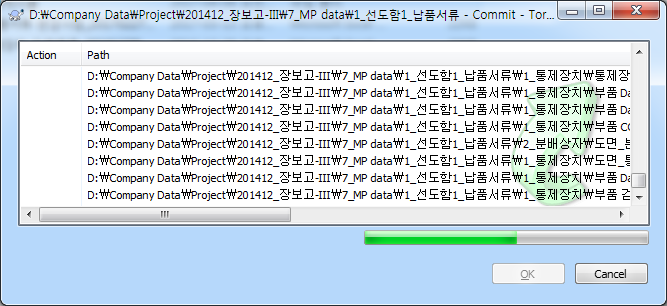 D:₩Company Data₩Project₩201412_장보고-III₩7_MP data₩1_선도함1_납품서류 - Commit - Tor...
Action Path
D:₩Company Data₩Project₩201412_장보고-III₩7_MP data₩1_선도함1_납품서류₩1_통제장치₩통제장
D:₩Company Data₩Project₩201412_장보고-III₩7_MP data₩1_선도함1_납품서류₩1_통제장치₩부품 Da
D:₩Company Data₩Project₩201412_장보고-III₩7_MP data₩1_선도함1_납품서류₩1_통제장치₩부품 Da
D:₩Company Data₩Project₩201412_장보고-III₩7_MP data₩1_선도함1_납품서류₩1_통제장치₩부품 CO
D:₩Company Data₩Project₩201412_장보고-III₩7_MP data₩1_선도함1_납품서류₩2_분배상자₩도면_분
D:₩Company Data₩Project₩201412_장보고-III₩7_MP data₩1_선도함1_납품서류₩1_통제장치₩도면_통
D:₩Company Data₩Project₩201412_장보고-III₩7_MP data₩1_선도함1_납품서류₩1_통제장치₩부품 Da
D:₩Company Data₩Project₩201412_장보고-III₩7_MP data₩1_선도함1_납품서류₩1_통제장치₩부품 검
OK Cancel